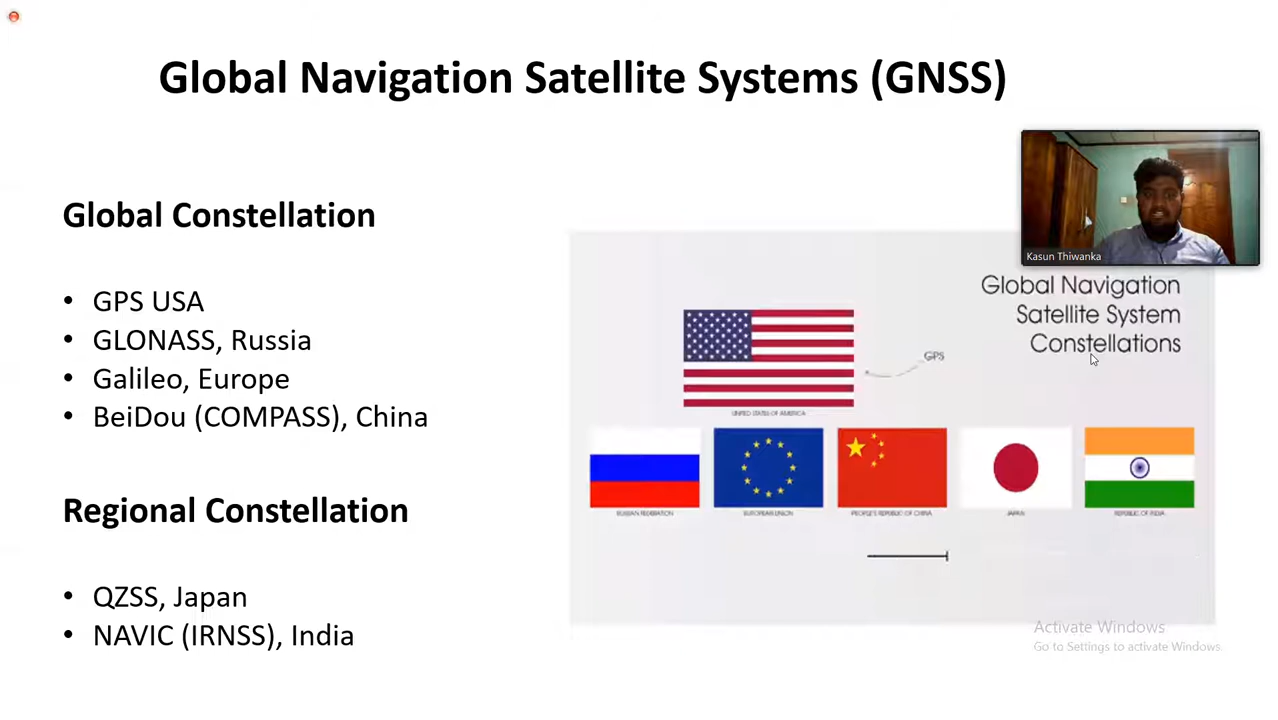 Global Navigation Satellite Systems (GNSS)
Global Constellation
• GPS USA
• GLONASS, Russia
• Galileo, Europe
• BeiDou (COMPASS), China
Regional Constellation
• QZSS, Japan
• NAVIC (IRNSS), India
Kasun Thiwanka
Global Navigation
Satellite System
Constellations
GPS
UNITED STATES OF AMERICA
RUSSIAN FEDERATION
EUROPEAN UNION
PEOPLE'S REPUBLIC OF CHINA
JAPAN
REPUBLIC OF INDIA
Activate Windows
Go to Settings to activate Windows.